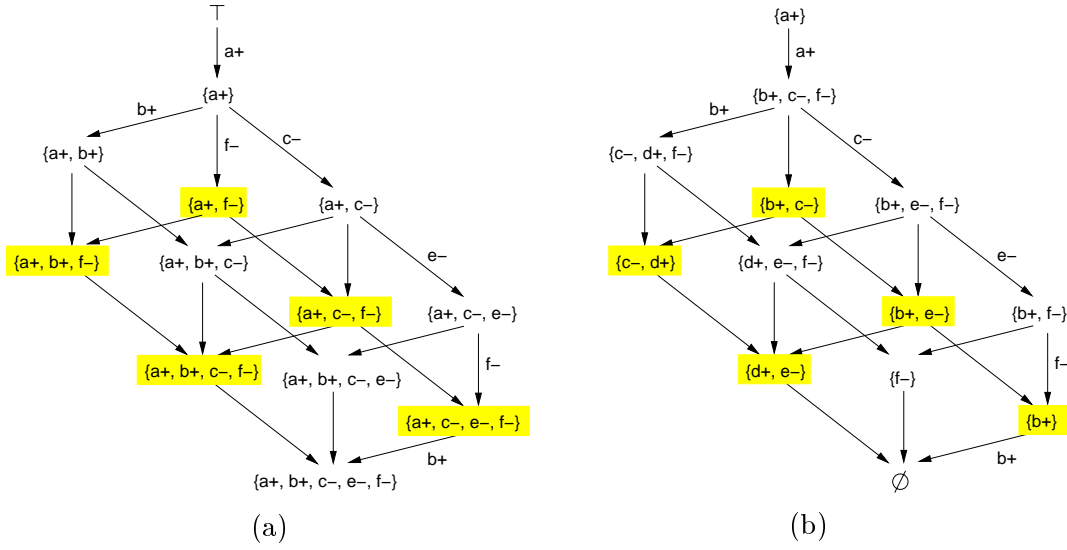 ⊤
a+
{a+}
b+
f−
c−
{a+, b+}
{a+, f−}
{a+, c−}
{a+, b+, f−}
{a+, b+, c−}
e−
{a+, c−, f−}
{a+, c−, e−}
{a+, b+, c−, f−}
{a+, b+, c−, e−}
f−
{a+, c−, e−, f−}
b+
{a+, b+, c−, e−, f−}
(a)
{a+}
a+
{b+, c−, f−}
b+
c−
{c−, d+, f−}
{b+, c−}
{b+, e−, f−}
{c−, d+}
{d+, e−, f−}
e−
{b+, e−}
{b+, f−}
{d+, e−}
{f−}
f−
{b+}
b+
∅
(b)